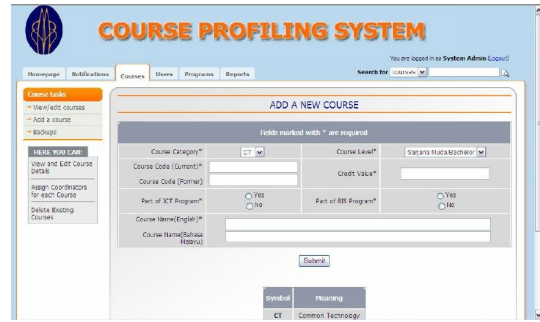 COURSE PROFILING SYSTEM
You are logged in as System Admin (Logout)
Homepage Notifications Courses Users Programs Reports Search for COURSES
Course tasks
View/edit courses
Add a course
Backups
HERE YOU CAN:
View and Edit Course Details
Assign Coordinators for each Course
Delete Existing Courses
ADD A NEW COURSE
Fields marked with * are required
Course Category* CT Course Level* Sarjana Muda/Bachelor
Course Code (Current)*
Credit Value*
Course Code (Former)
Part of ICT Program* Yes No Part of BIS Program* Yes No
Course Name(English)*
Course Name(Bahasa Melayu)
Submit
Symbol Meaning
CT Common Technology